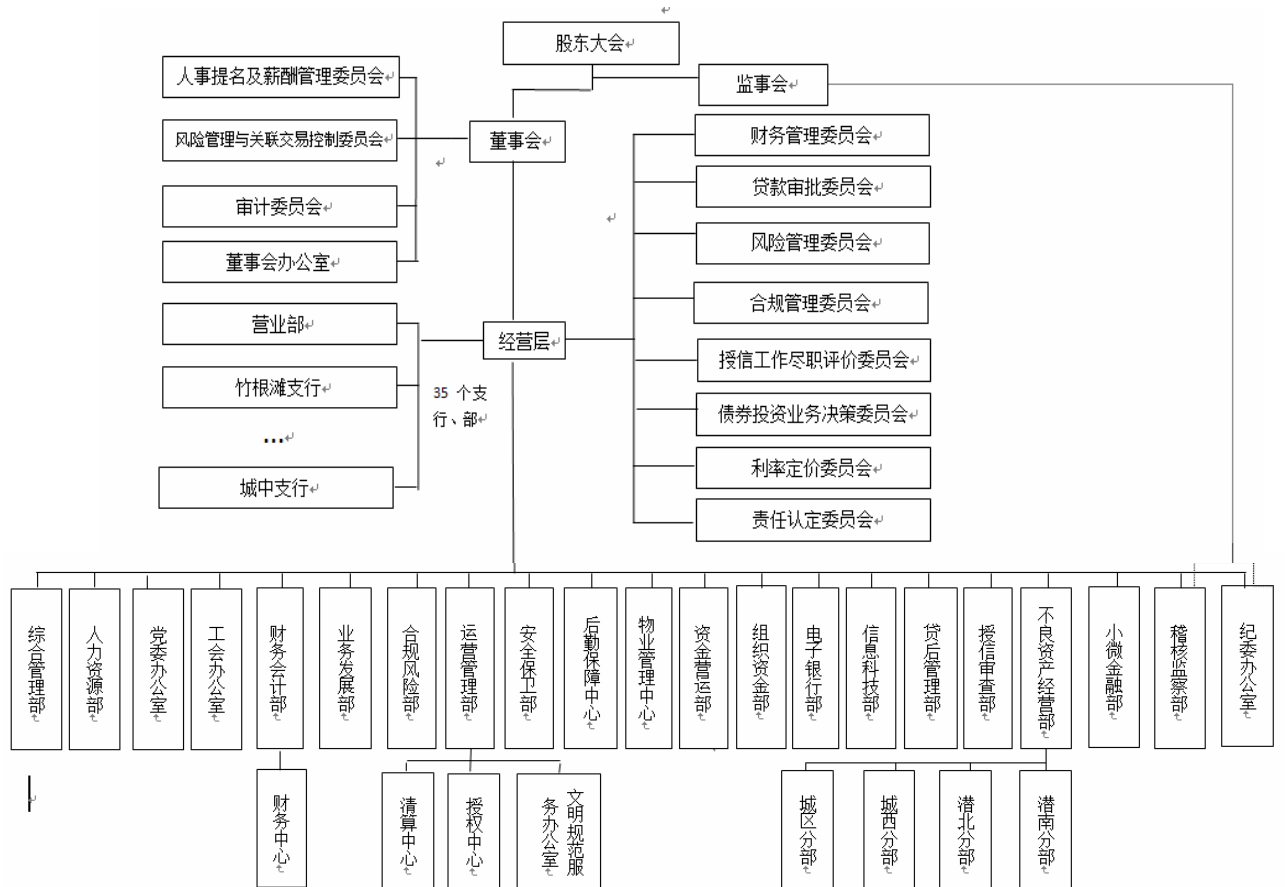 股东大会
人事提名及薪酬管理委员会
监事会
风险管理与关联交易控制委员会
董事会
财务管理委员会
贷款审批委员会
审计委员会
风险管理委员会
董事会办公室
合规管理委员会
营业部
经营层
授信工作尽职评价委员会
竹根滩支行
35 个支
行、部
债券投资业务决策委员会
...
利率定价委员会
城中支行
责任认定委员会
综合管理部
人力资源部
党委办公室
工会办公室
财务会计部
业务发展部
合规风险部
运营管理部
安全保卫部
后勤保障中心
物业管理中心
资金营运部
组织资金部
电子银行部
信息科技部
贷后管理部
授信审查部
不良资产经营部
小微金融部
稽核监察部
纪委办公室
财务中心
清算中心
授权中心
文明规范服
务办公室
城区分部
城西分部
潜北分部
潜南分部